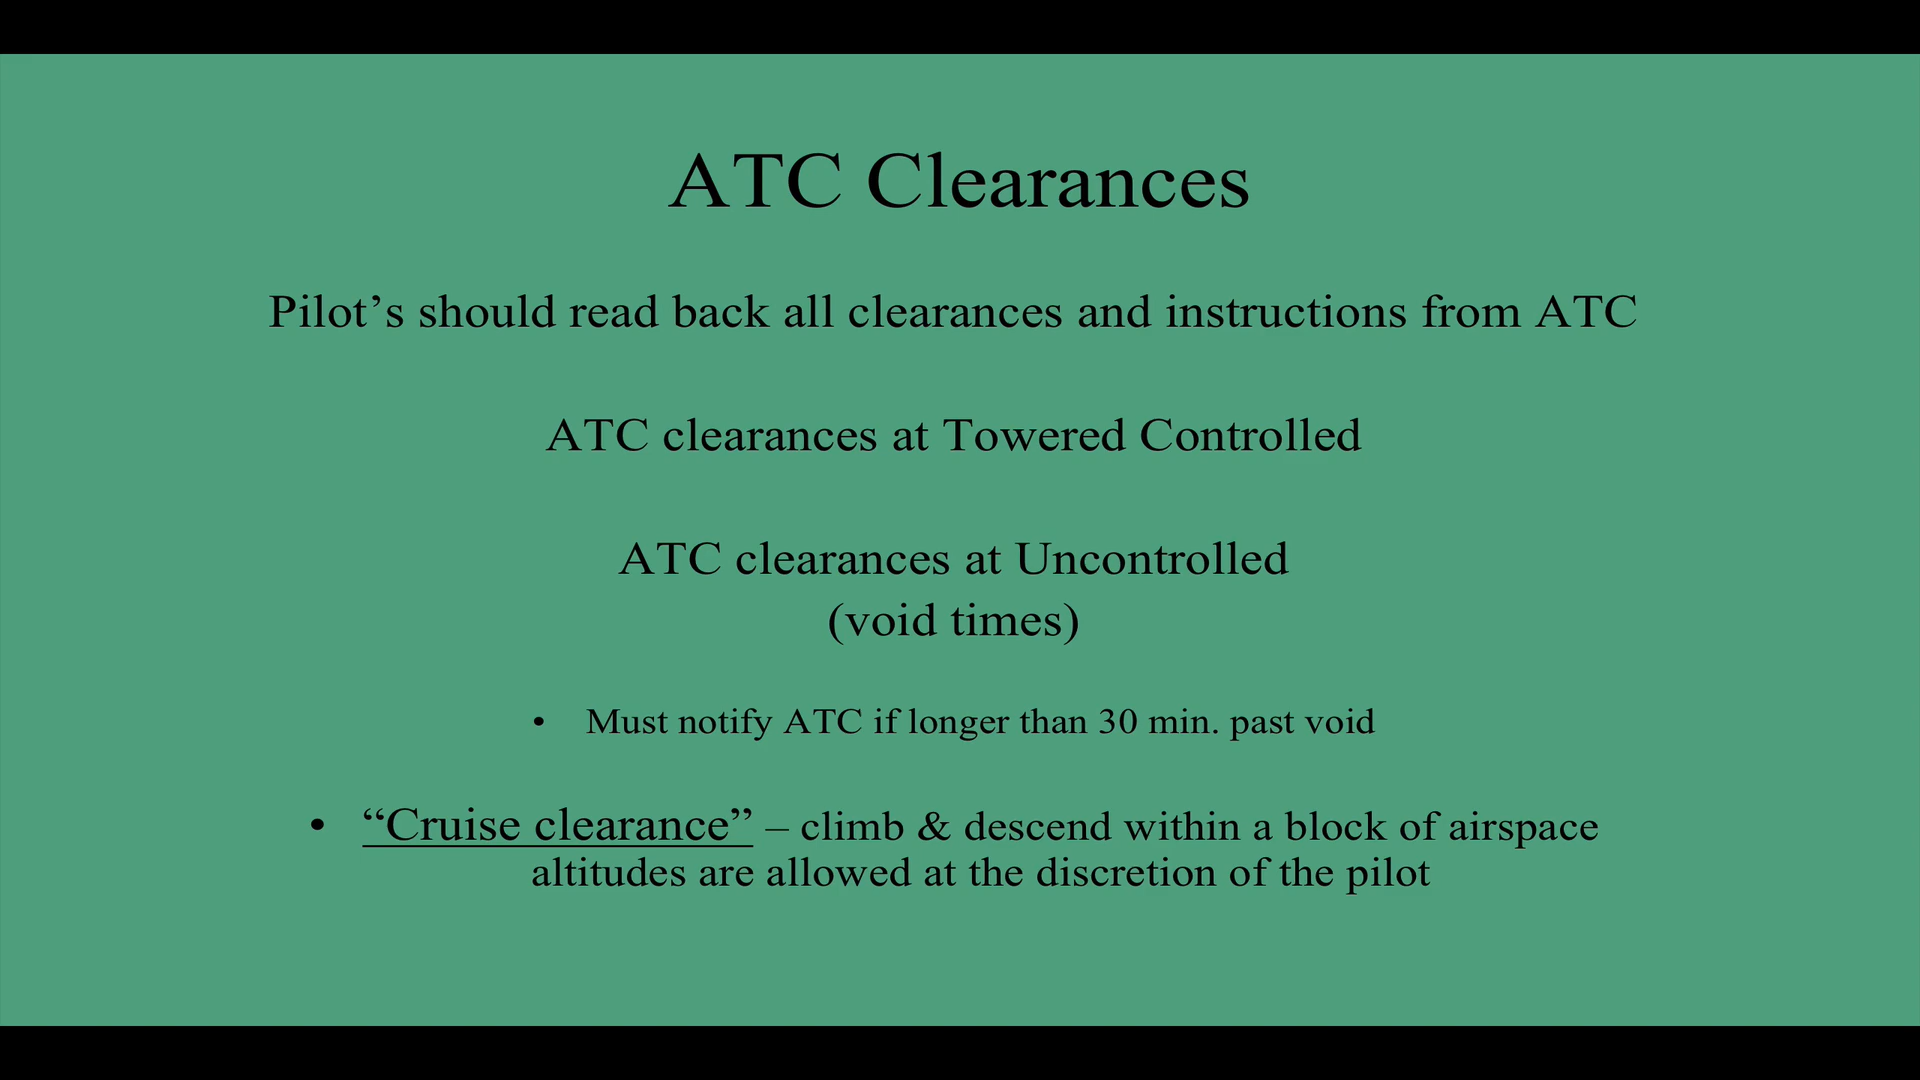 ATC Clearances
Pilot’s should read back all clearances and instructions from ATC
ATC clearances at Towered Controlled
ATC clearances at Uncontrolled
(void times)
• Must notify ATC if longer than 30 min. past void
• “Cruise clearance” – climb & descend within a block of airspace
altitudes are allowed at the discretion of the pilot